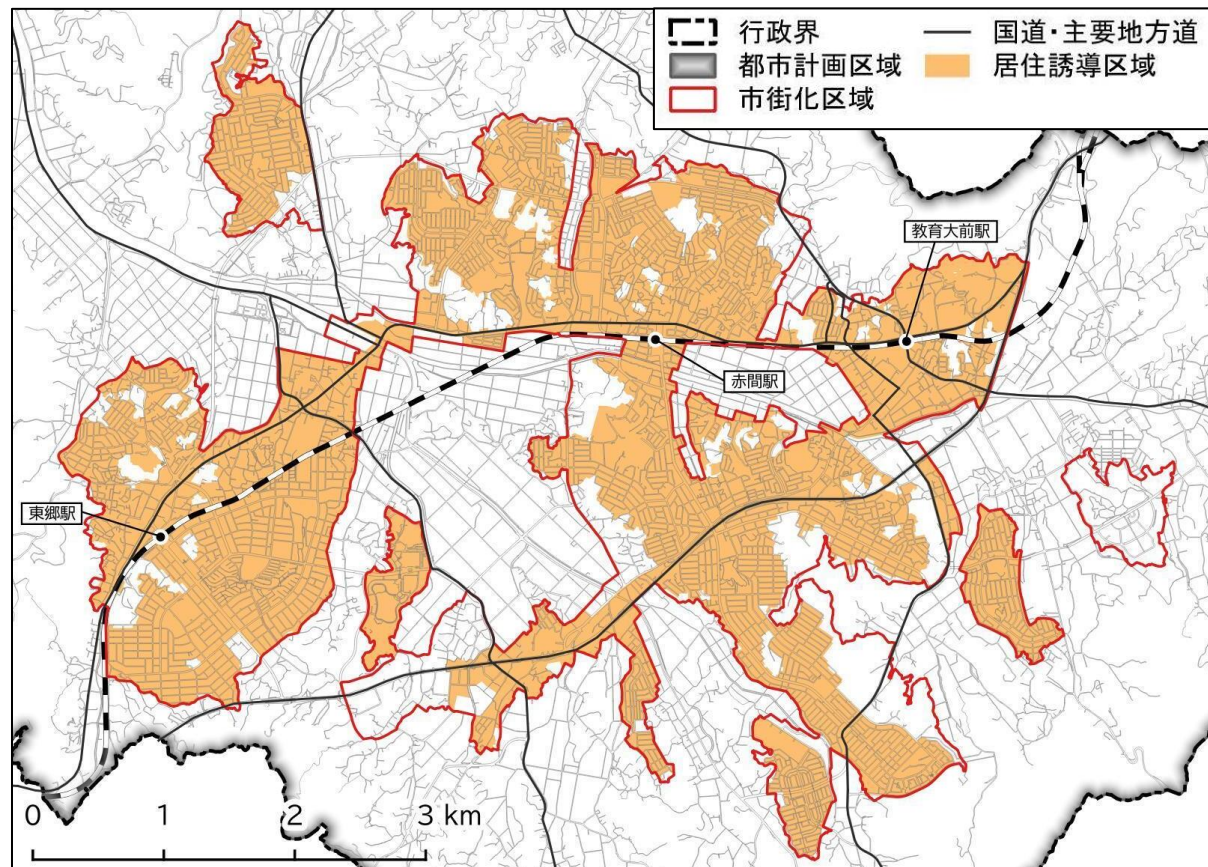 行政界
国道・主要地方道
都市計画区域
居住誘導区域
市街化区域
教育大前駅
赤間駅
東郷駅
0 1 2 3 km